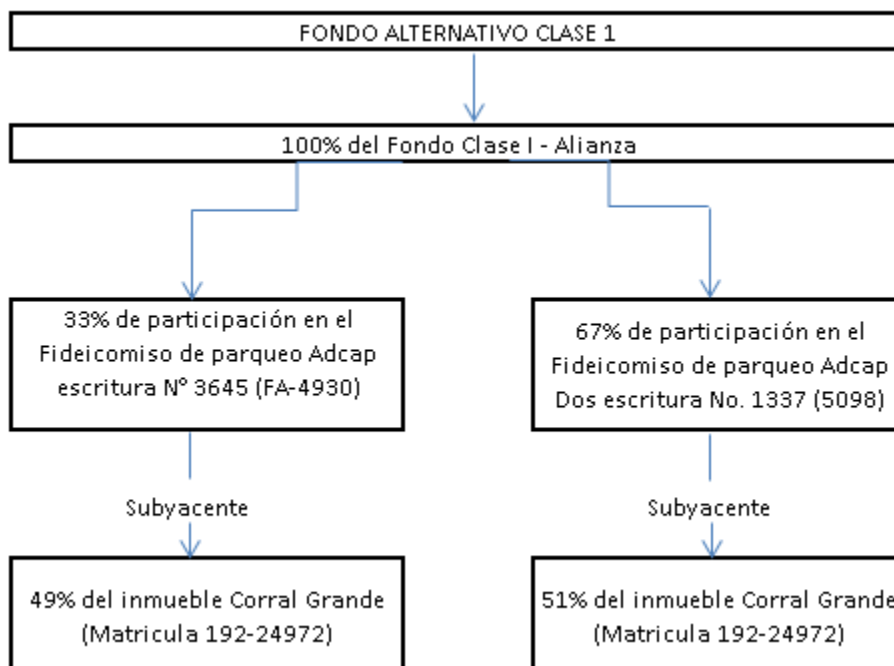 FONDO ALTERNATIVO CLASE 1
100% del Fondo Clase I - Alianza
33% de participación en el
Fideicomiso de parqueo Adcap
escritura N° 3645 (FA-4930)
67% de participación en el
Fideicomiso de parqueo Adcap
Dos escritura No. 1337 (5098)
Subyacente
Subyacente
49% del inmueble Corral Grande
(Matricula 192-24972)
51% del inmueble Corral Grande
(Matricula 192-24972)